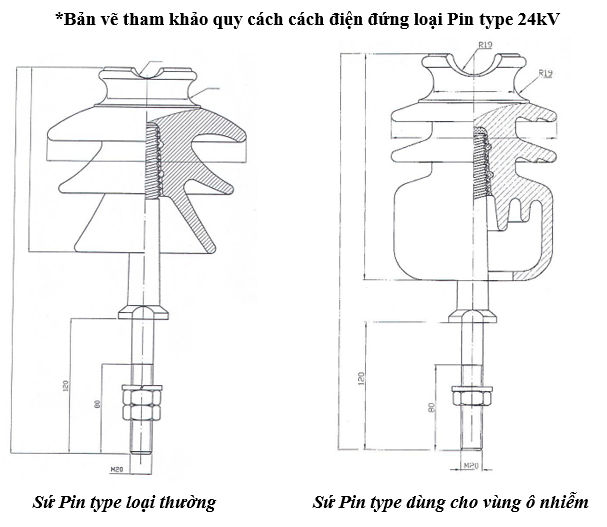 *Bản vẽ tham khảo quy cách cách điện đứng loại Pin type 24kV
R19
R19
120
80
M20
120
80
M20
Sứ Pin type loại thường
Sứ Pin type dùng cho vùng ô nhiễm